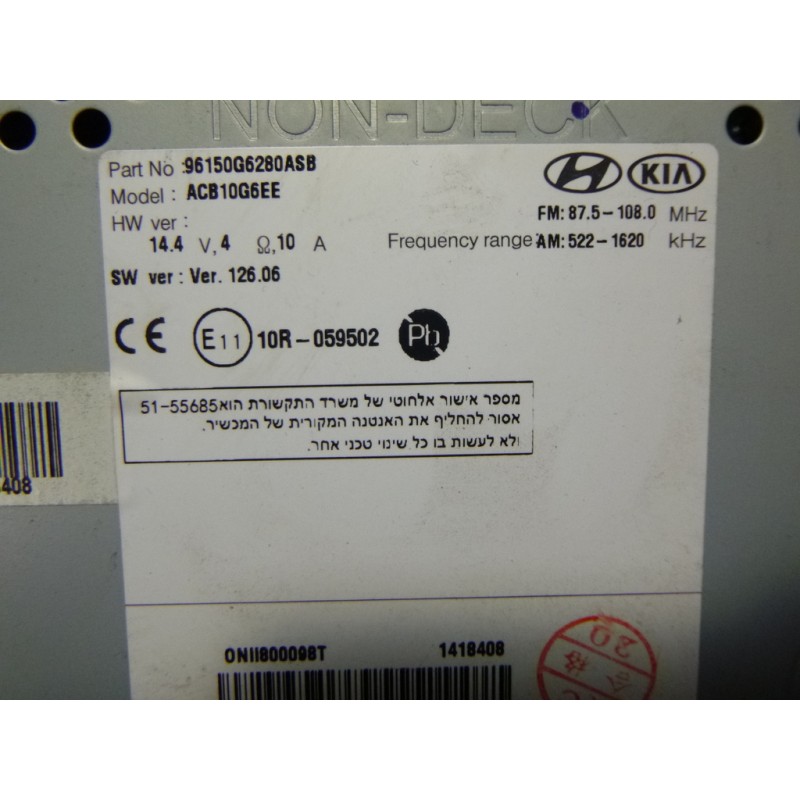 NON-DECK
Part No :96150G6280ASB
Model : ACB10G6EE
HW ver :
14.4 V, 4 Ω, 10 A
SW ver : Ver. 126.06
KIA
FM: 87.5-108.0 MHz
Frequency range: AM: 522-1620 kHz
CE E11 10R-059502 Pb
מספר אישור אלחוטי של משרד התקשורת הוא 51-55685
אסור להחליף את האנטנה המקורית של המכשיר.
ולא לעשות בו כל שינוי טכני אחר.
408
1418408
20